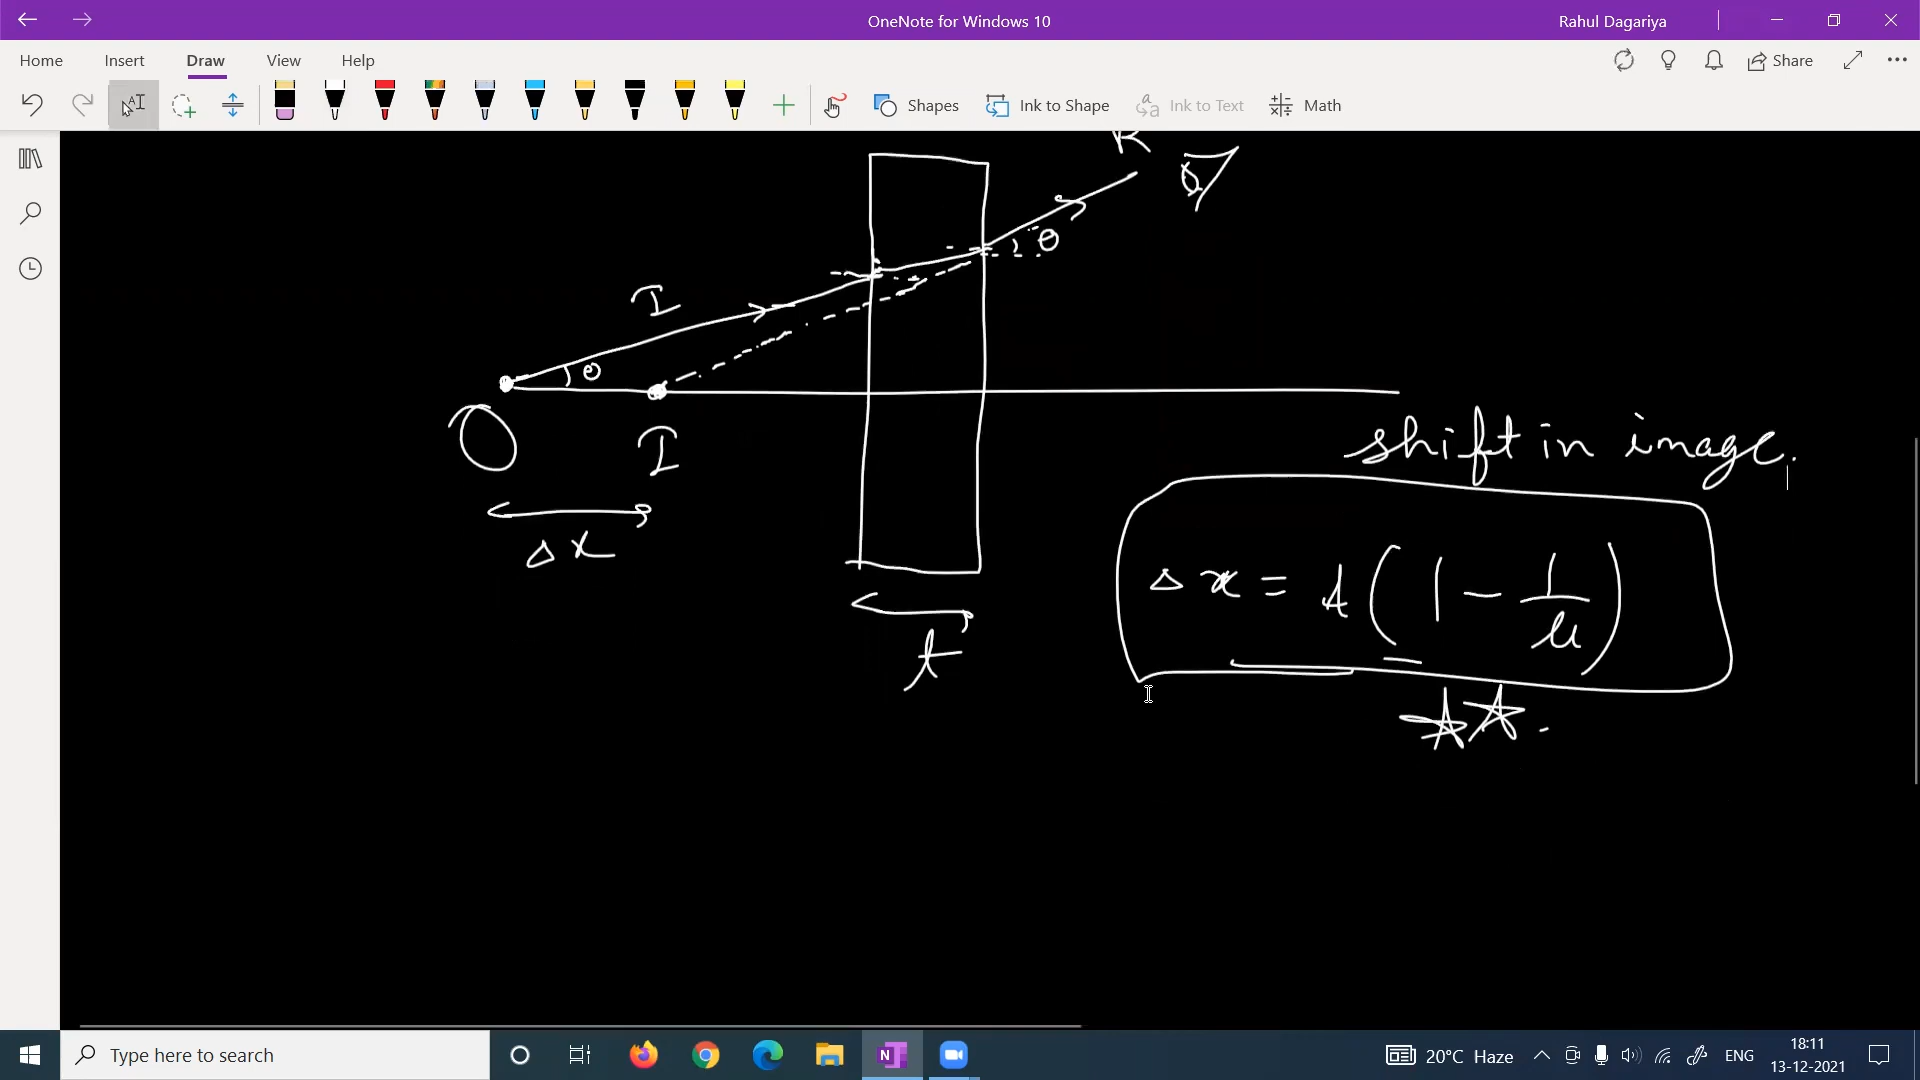 OneNote for Windows 10
Rahul Dagariya
Home Insert Draw View Help
Share
Shapes
Ink to Shape
Ink to Text
Math
R
θ
I
θ
O
I
Δx
t
shift in image.
Δx = t(1 - 1/μ)
Type here to search
20°C Haze
ENG
18:11
13-12-2021